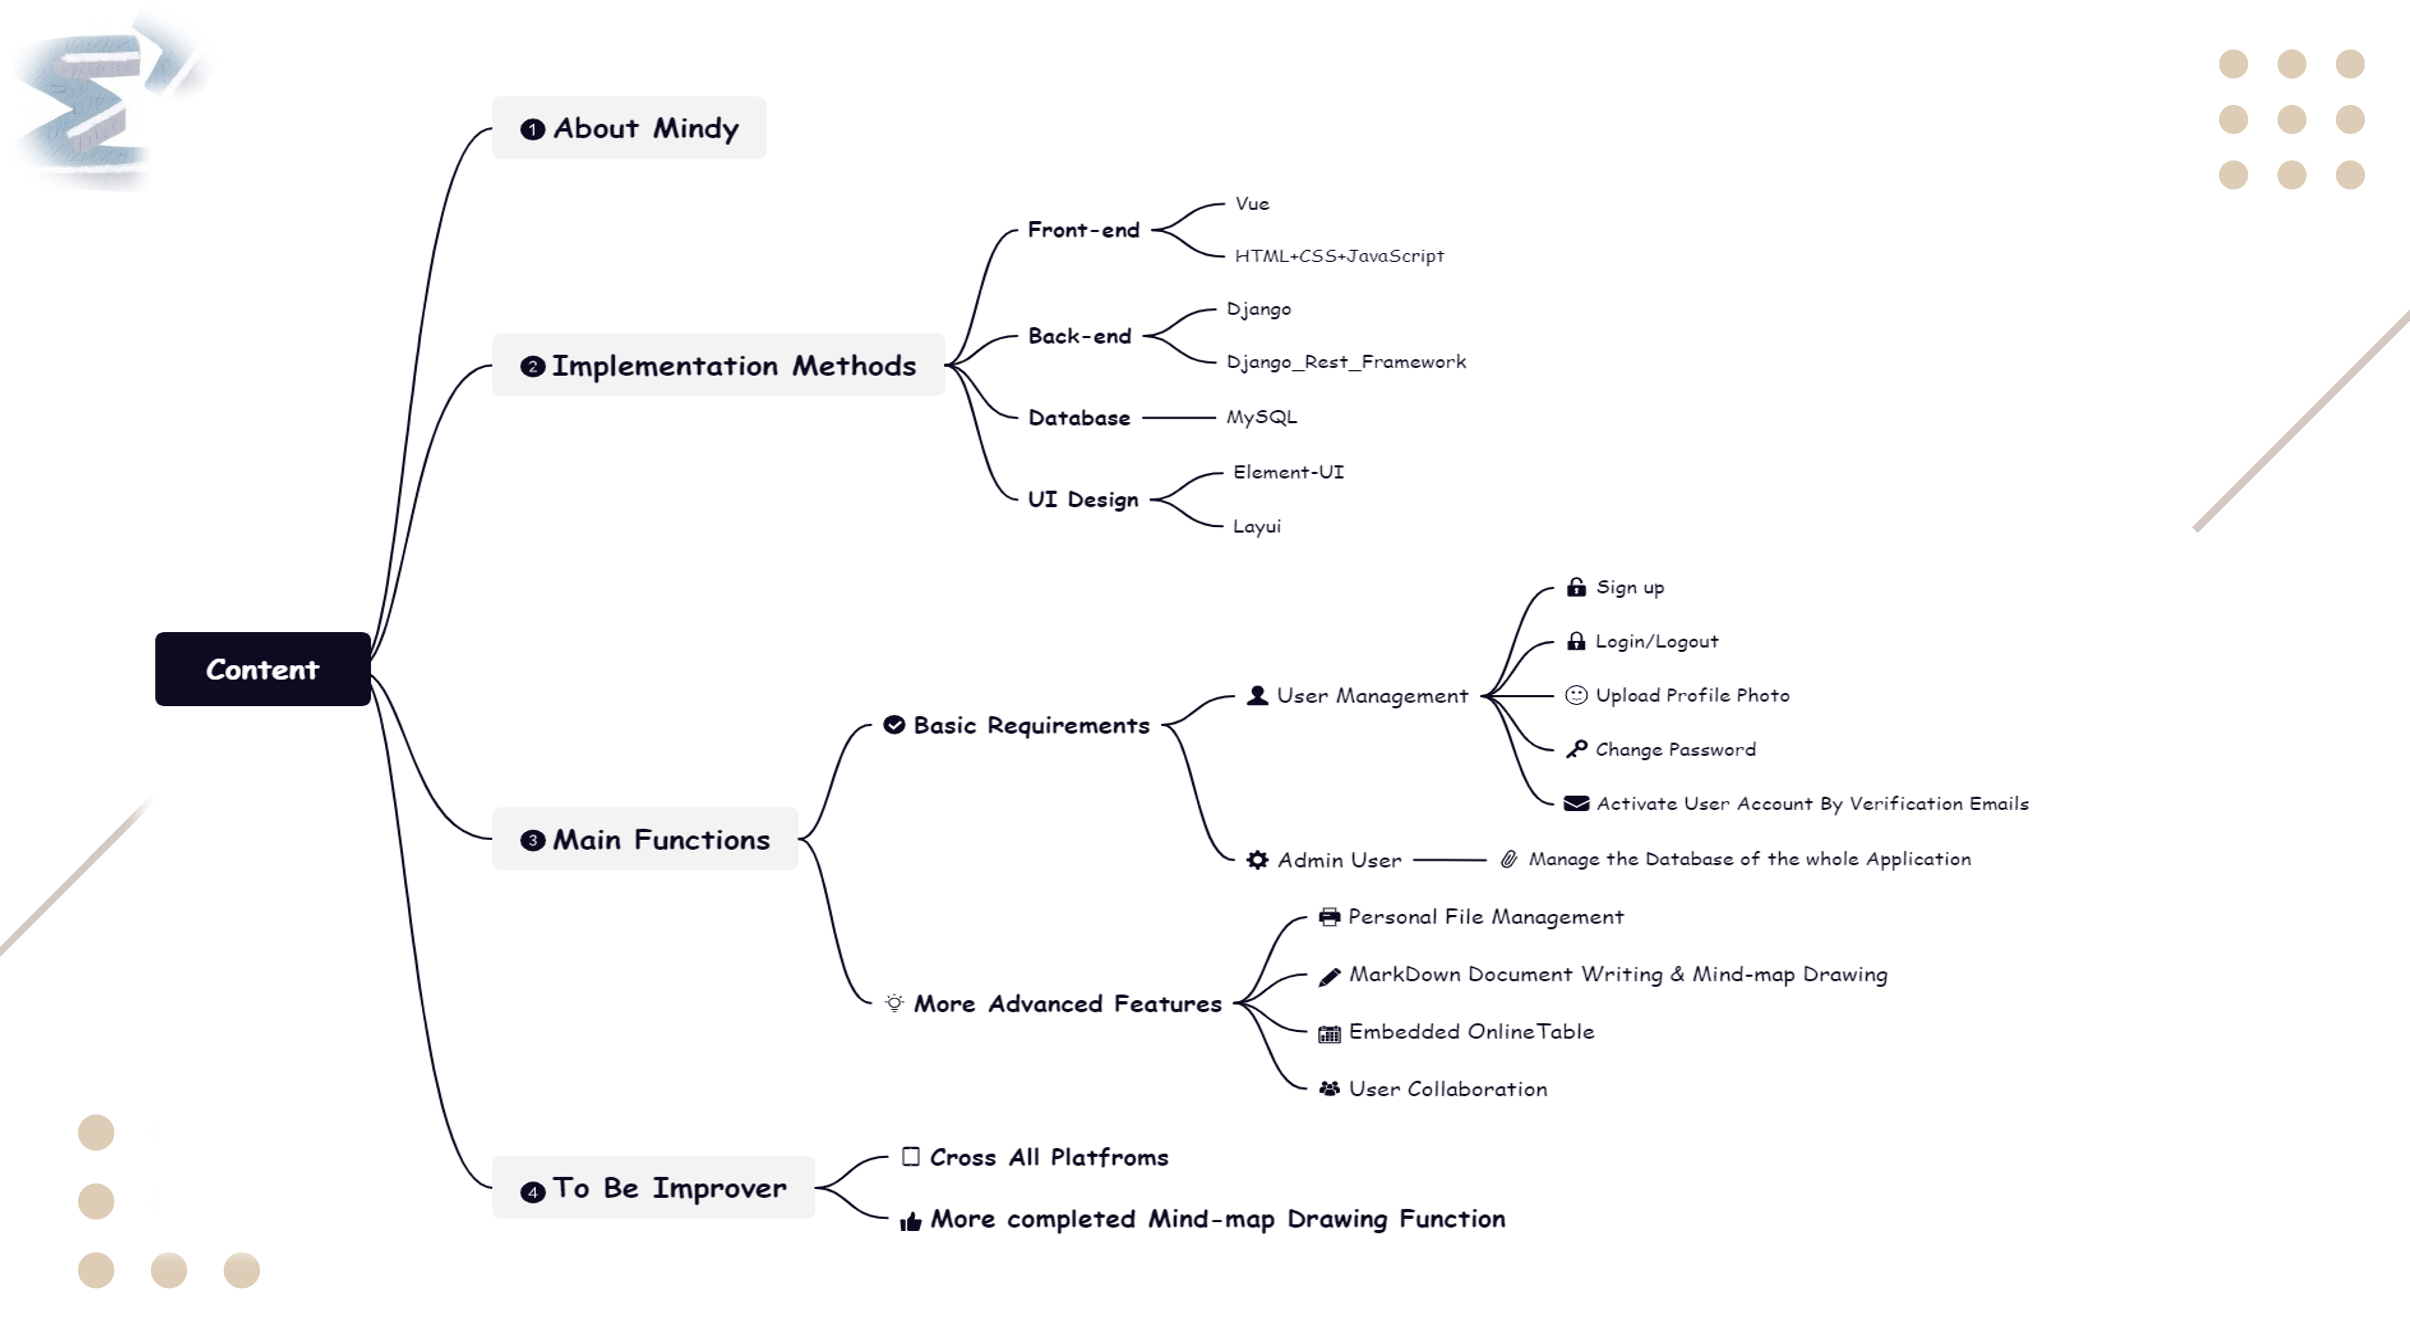 Content
1 About Mindy
2 Implementation Methods
Front-end
Vue
HTML+CSS+JavaScript
Back-end
Django
Django_Rest_Framework
Database
MySQL
UI Design
Element-UI
Layui
3 Main Functions
Basic Requirements
User Management
Sign up
Login/Logout
Upload Profile Photo
Change Password
Activate User Account By Verification Emails
Admin User
Manage the Database of the whole Application
More Advanced Features
Personal File Management
MarkDown Document Writing & Mind-map Drawing
Embedded OnlineTable
User Collaboration
4 To Be Improver
Cross All Platfroms
More completed Mind-map Drawing Function